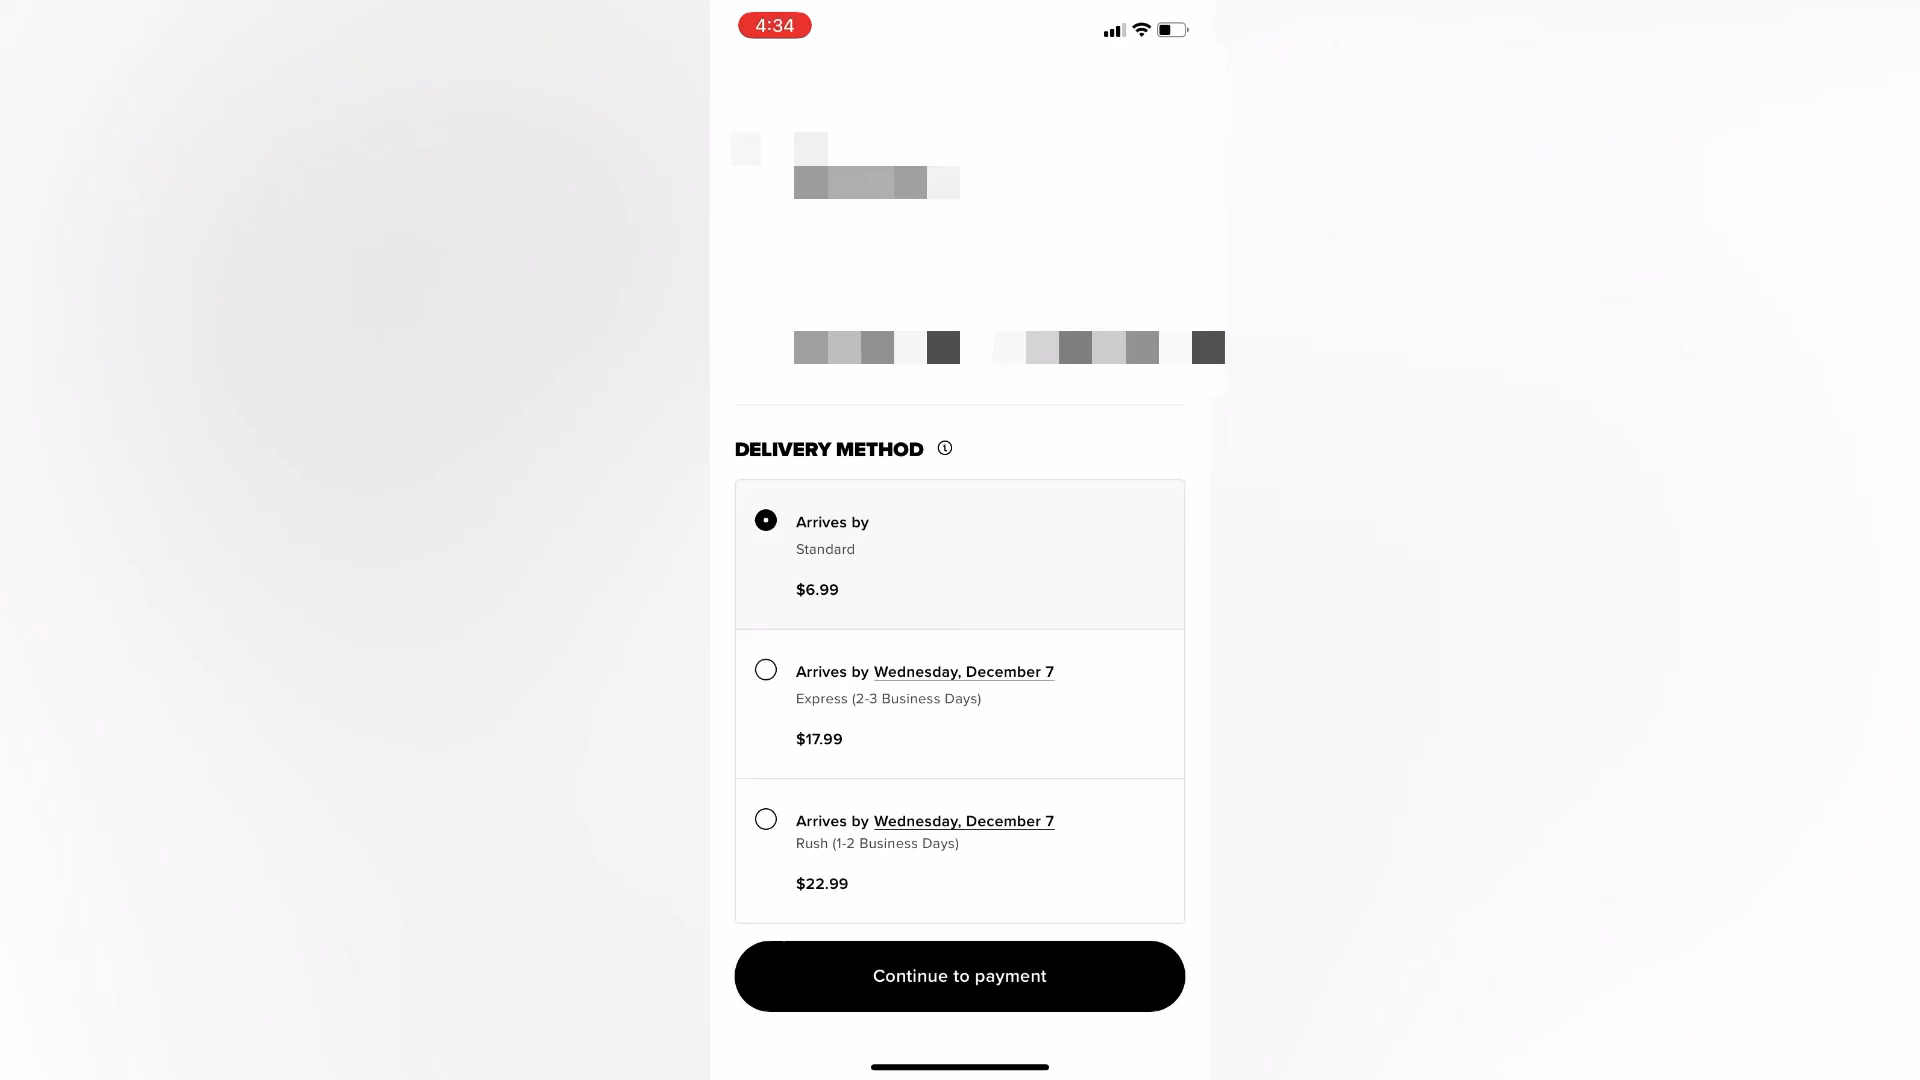 4:34
DELIVERY METHOD
Arrives by
Standard
$6.99
Arrives by Wednesday, December 7
Express (2-3 Business Days)
$17.99
Arrives by Wednesday, December 7
Rush (1-2 Business Days)
$22.99
Continue to payment